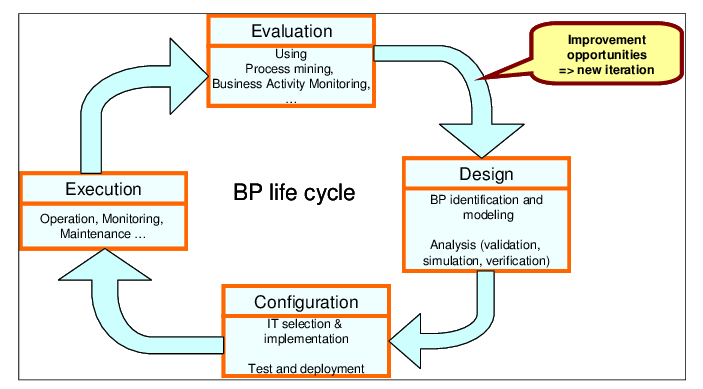 Evaluation
Using
Process mining,
Business Activity Monitoring,
…
Improvement
opportunities
=> new iteration
Design
BP identification and
modeling
Analysis (validation,
simulation, verification)
BP life cycle
Execution
Operation, Monitoring,
Maintenance …
Configuration
IT selection &
implementation
Test and deployment